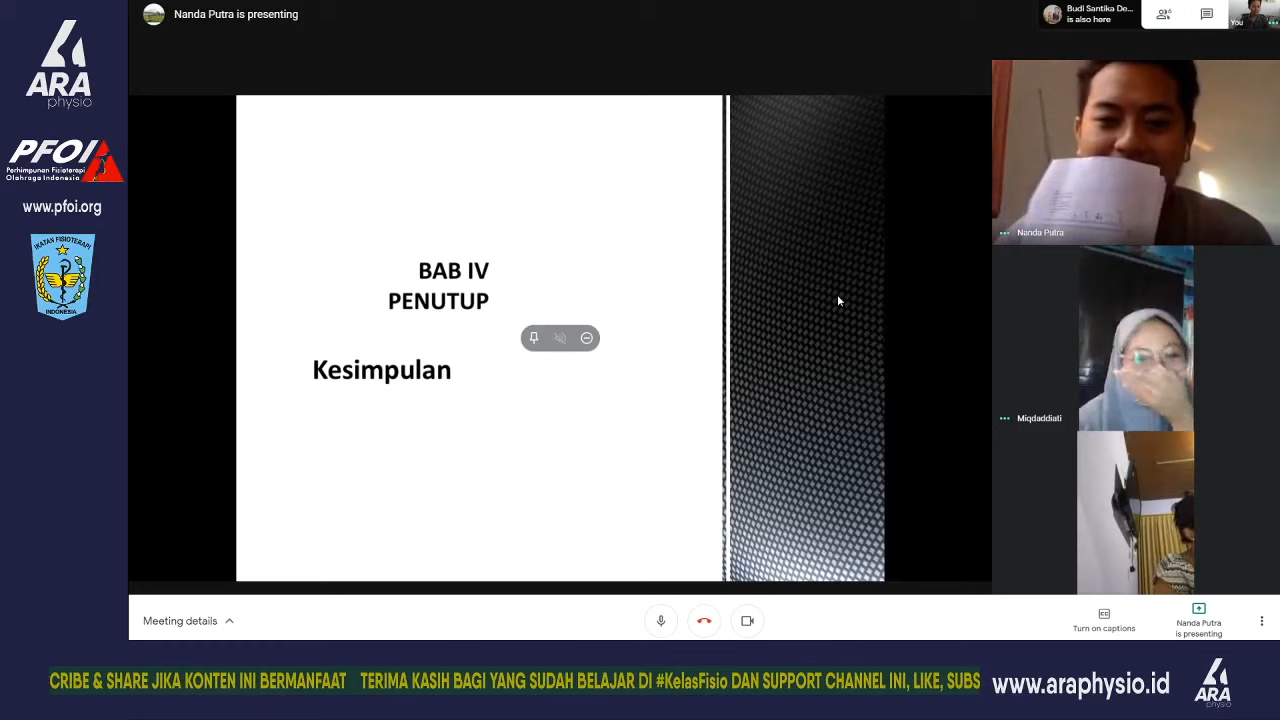 Nanda Putra is presenting
Budi Santika De...
is also here
6
You
ARA
physio
PFOI
Perhimpunan Fisioterapi
Olahraga Indonesia
www.pfoi.org
IKATAN FISIOTERAPI
INDONESIA
BAB IV
PENUTUP
Kesimpulan
Nanda Putra
Miqdaddiati
Meeting details
CC
Turn on captions
Nanda Putra
is presenting
CRIBE & SHARE JIKA KONTEN INI BERMANFAAT TERIMA KASIH BAGI YANG SUDAH BELAJAR DI #KelasFisio DAN SUPPORT CHANNEL INI, LIKE, SUBS
www.araphysio.id
ARA
physio